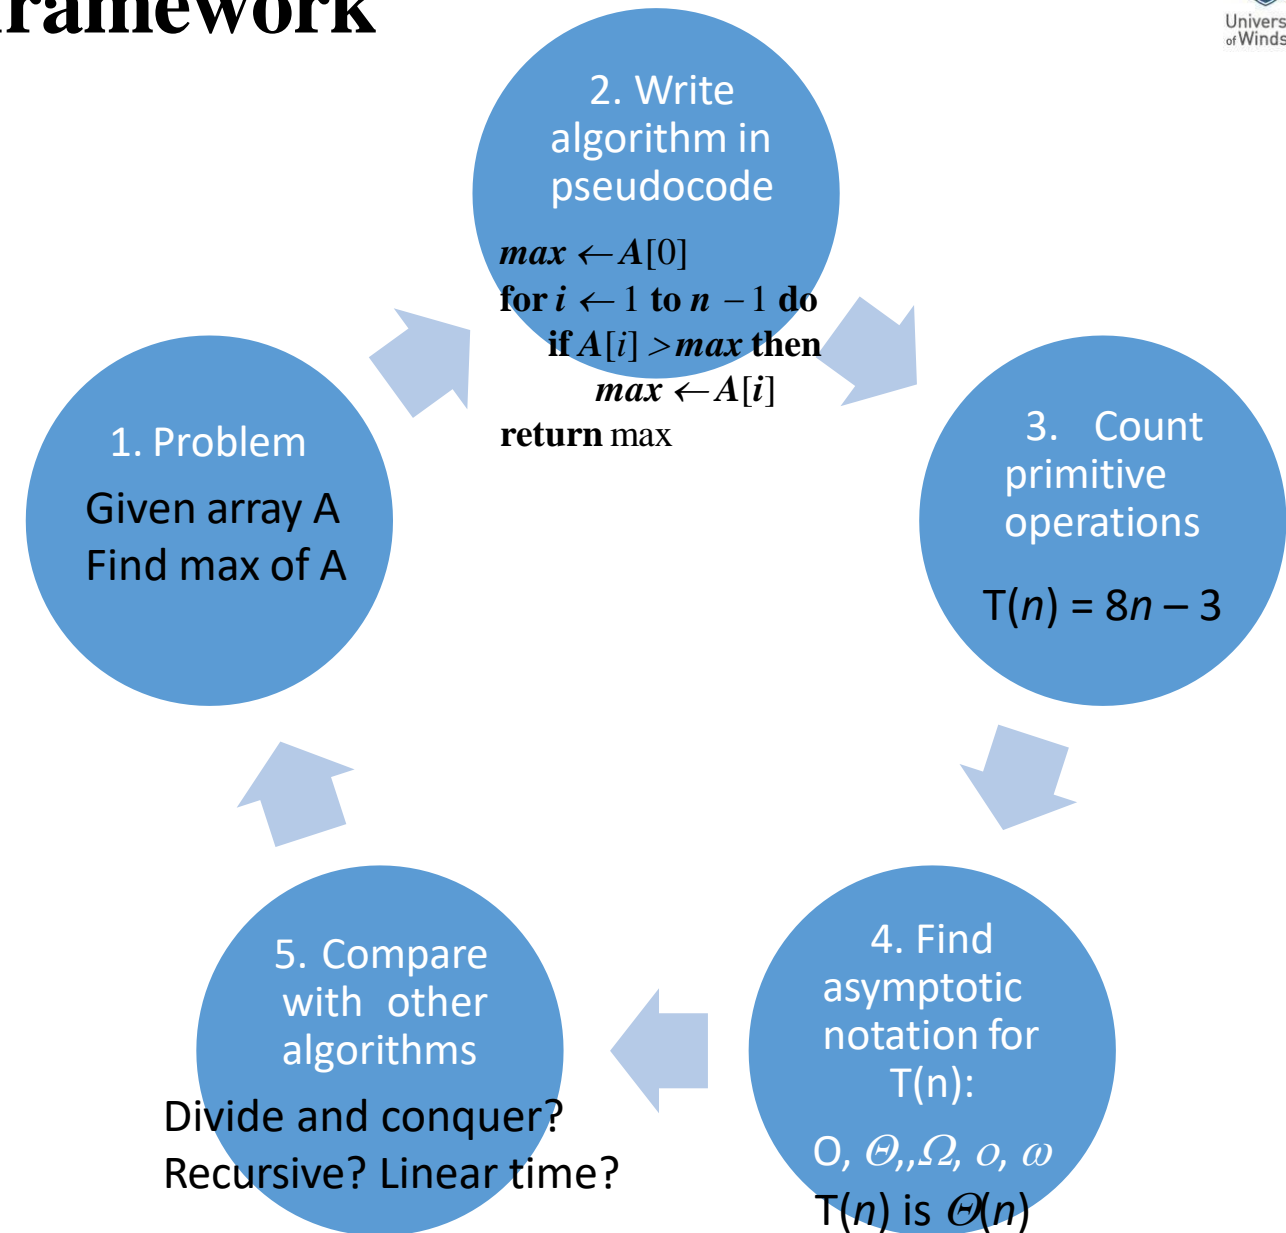 framework
Univers
of Winds
2. Write
algorithm in
pseudocode
max ← A[0]
for i ← 1 to n − 1 do
if A[i] > max then
max ← A[i]
return max
1. Problem
Given array A
Find max of A
3. Count
primitive
operations
T(n) = 8n – 3
4. Find
asymptotic
notation for
T(n):
O, Θ,,Ω, o, ω
T(n) is Θ(n)
5. Compare
with other
algorithms
Divide and conquer?
Recursive? Linear time?